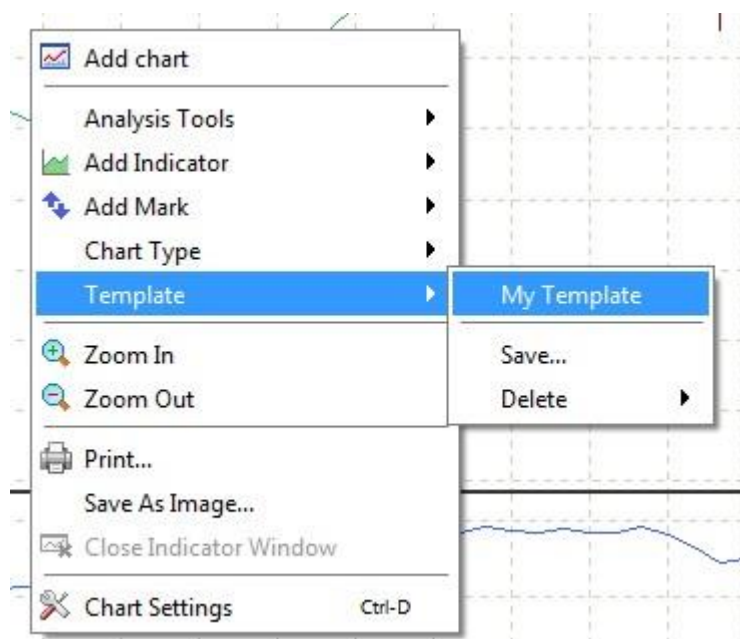 Add chart
Analysis Tools
Add Indicator
Add Mark
Chart Type
Template
My Template
Zoom In
Save...
Zoom Out
Delete
Print...
Save As Image...
Close Indicator Window
Chart Settings Ctrl-D